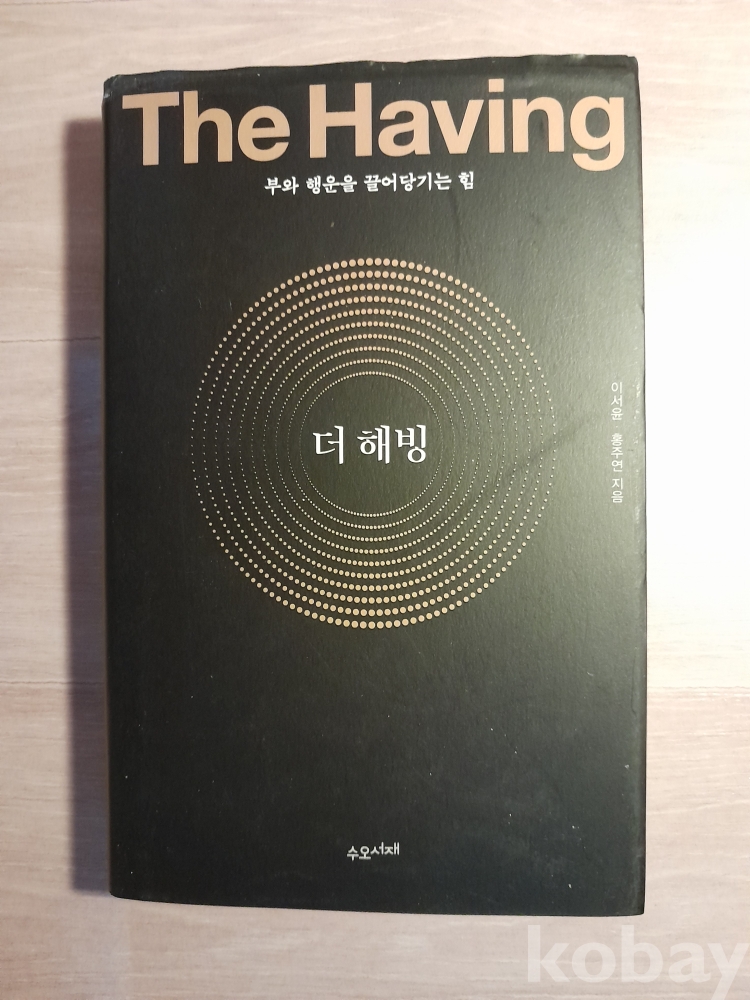 The Having
부와 행운을 끌어당기는 힘
더 해빙
이서윤 홍주연 지음
수오서재
kobay